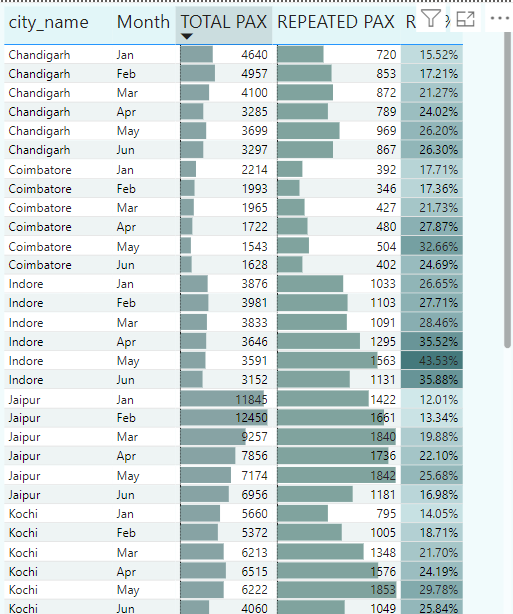 city_name Month TOTAL PAX REPEATED PAX
Chandigarh Jan 4640 720 15.52%
Chandigarh Feb 4957 853 17.21%
Chandigarh Mar 4100 872 21.27%
Chandigarh Apr 3285 789 24.02%
Chandigarh May 3699 969 26.20%
Chandigarh Jun 3297 867 26.30%
Coimbatore Jan 2214 392 17.71%
Coimbatore Feb 1993 346 17.36%
Coimbatore Mar 1965 427 21.73%
Coimbatore Apr 1722 480 27.87%
Coimbatore May 1543 504 32.66%
Coimbatore Jun 1628 402 24.69%
Indore Jan 3876 1033 26.65%
Indore Feb 3981 1103 27.71%
Indore Mar 3833 1091 28.46%
Indore Apr 3646 1295 35.52%
Indore May 3591 1563 43.53%
Indore Jun 3152 1131 35.88%
Jaipur Jan 11845 1422 12.01%
Jaipur Feb 12450 1661 13.34%
Jaipur Mar 9257 1840 19.88%
Jaipur Apr 7856 1736 22.10%
Jaipur May 7174 1842 25.68%
Jaipur Jun 6956 1181 16.98%
Kochi Jan 5660 795 14.05%
Kochi Feb 5372 1005 18.71%
Kochi Mar 6213 1348 21.70%
Kochi Apr 6515 1576 24.19%
Kochi May 6222 1853 29.78%
Kochi Jun 4060 1049 25.84%